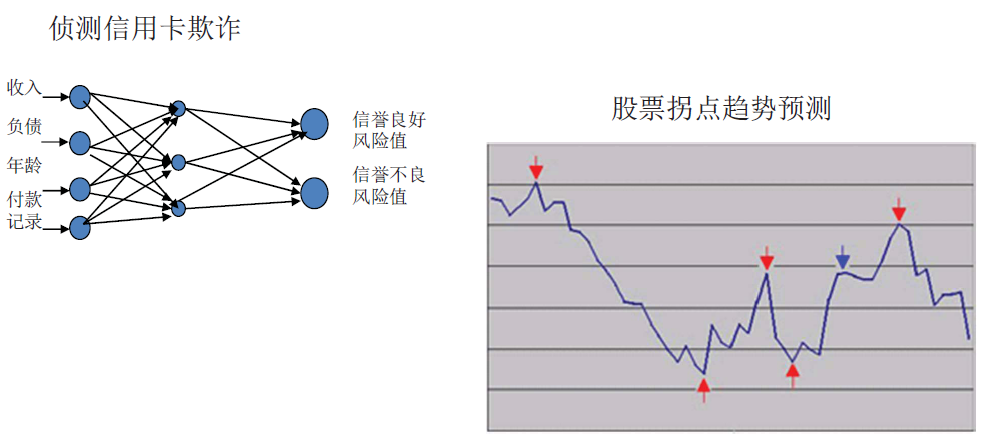 侦测信用卡欺诈
收入
负债
年龄
付款
记录
信誉良好
风险值
信誉不良
风险值
股票拐点趋势预测